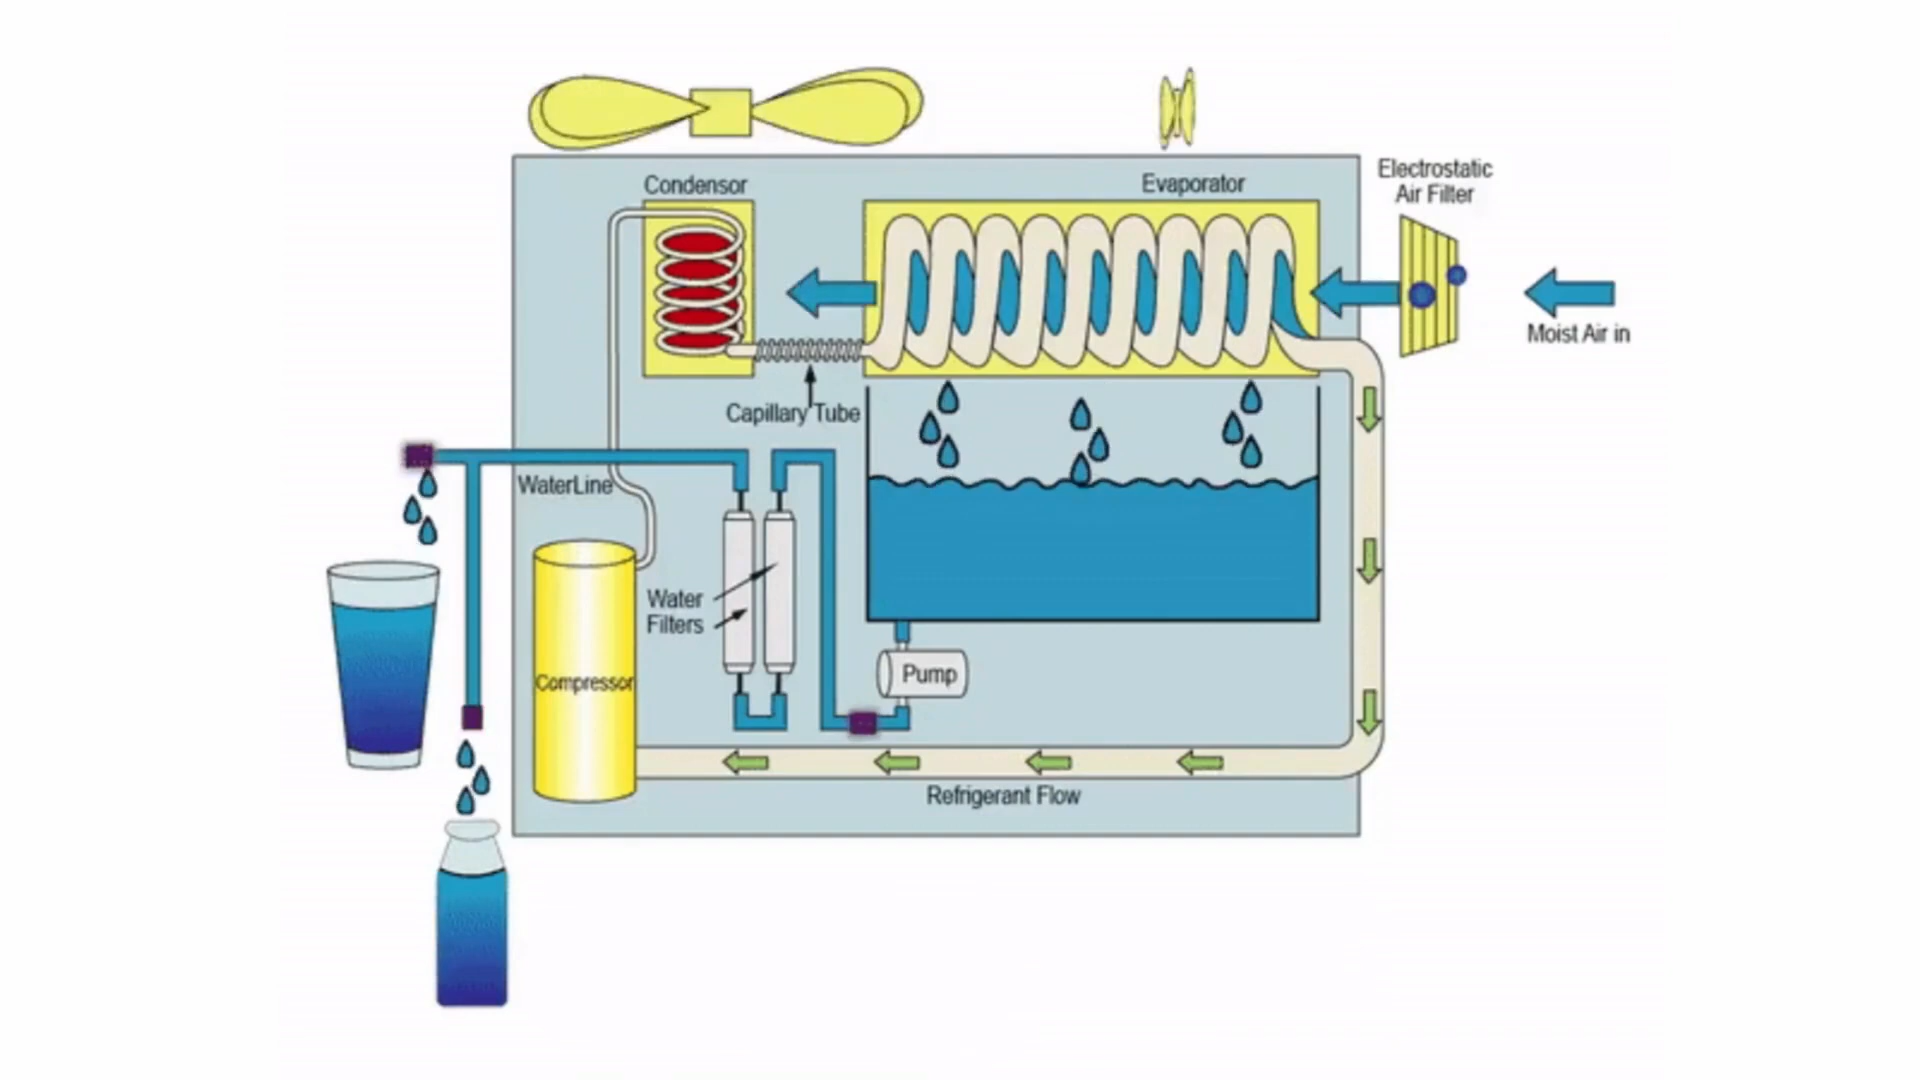 Condensor
Evaporator
Electrostatic
Air Filter
Moist Air in
Capillary Tube
WaterLine
Water
Filters
Compressor
Pump
Refrigerant Flow